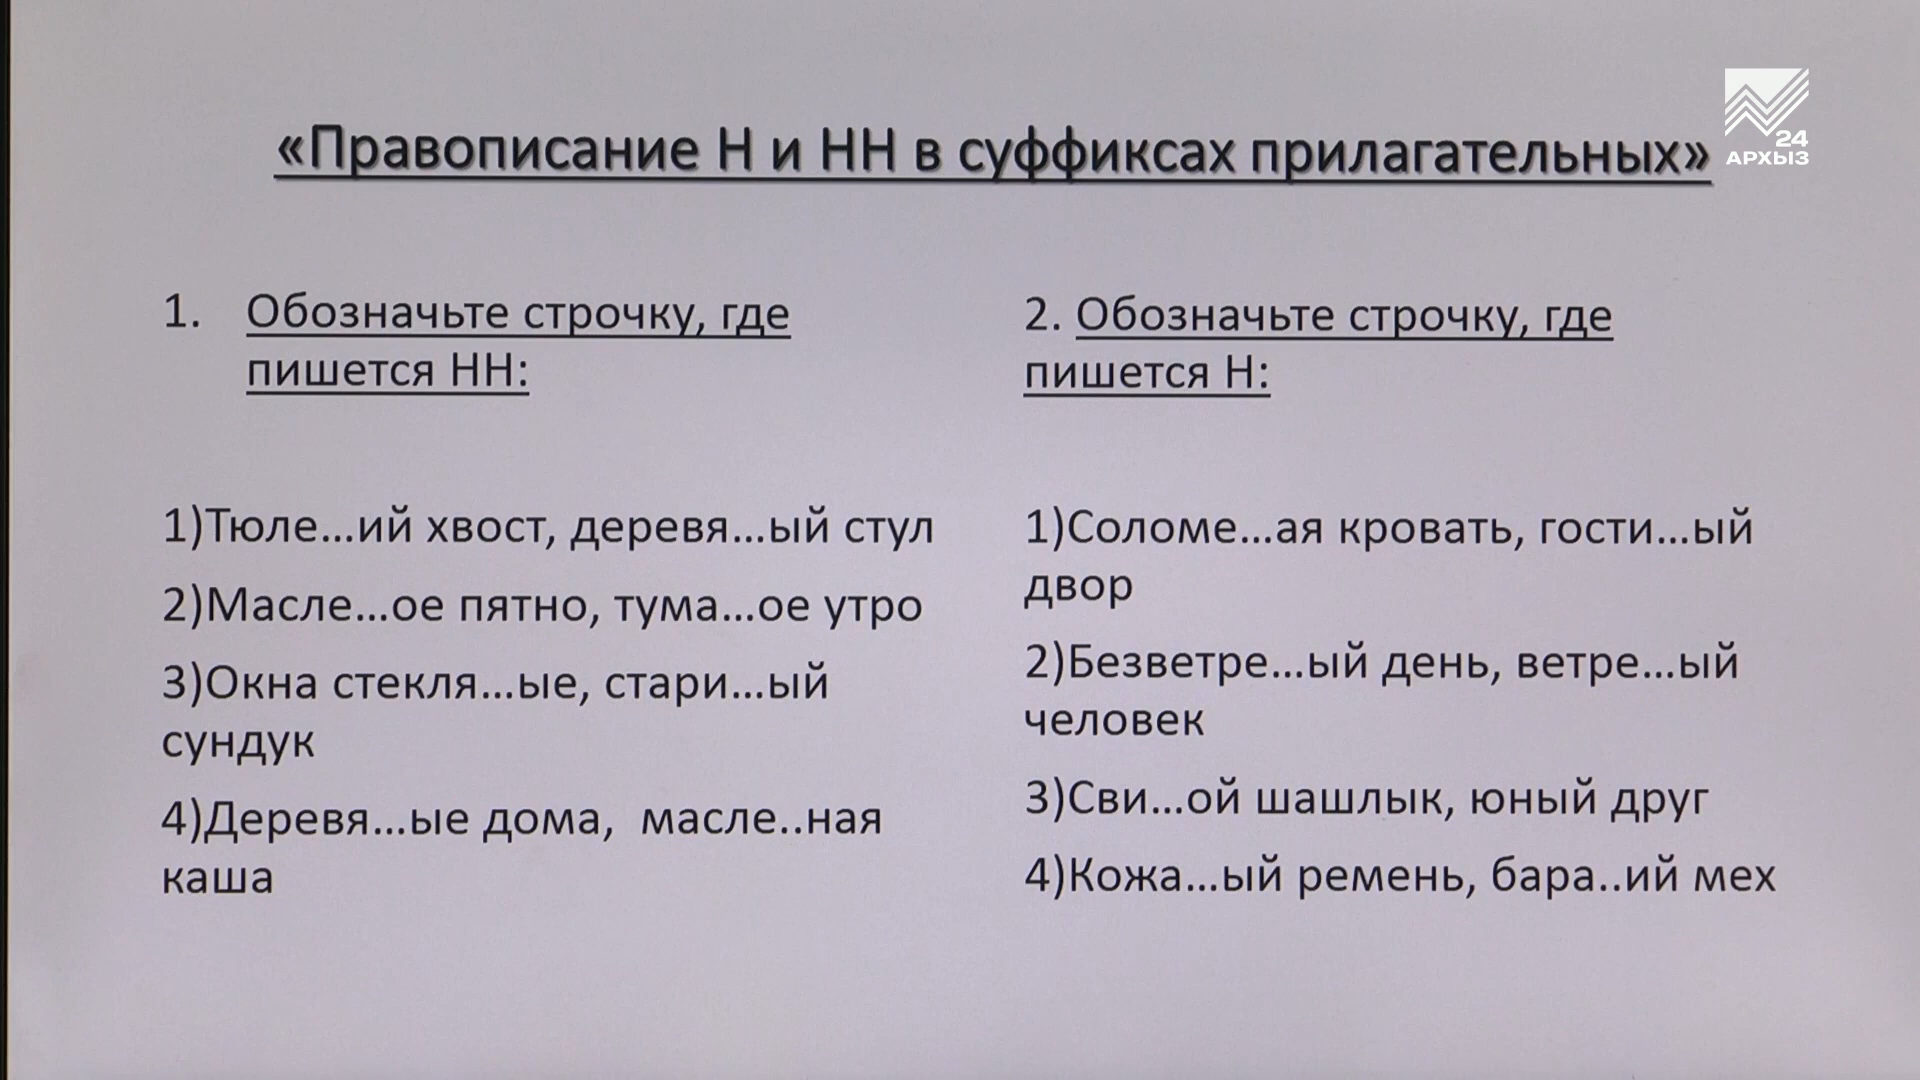 «Правописание Н и НН в суффиксах прилагательных»
24
АРХЫЗ
1. Обозначьте строчку, где
пишется НН:
1)Тюле...ий хвост, деревя...ый стул
2)Масле...ое пятно, тума...ое утро
3)Окна стекля...ые, стари...ый
сундук
4)Деревя...ые дома,  масле..ная
каша
2. Обозначьте строчку, где
пишется Н:
1)Соломе...ая кровать, гости...ый
двор
2)Безветре...ый день, ветре...ый
человек
3)Сви...ой шашлык, юный друг
4)Кожа...ый ремень, бара..ий мех